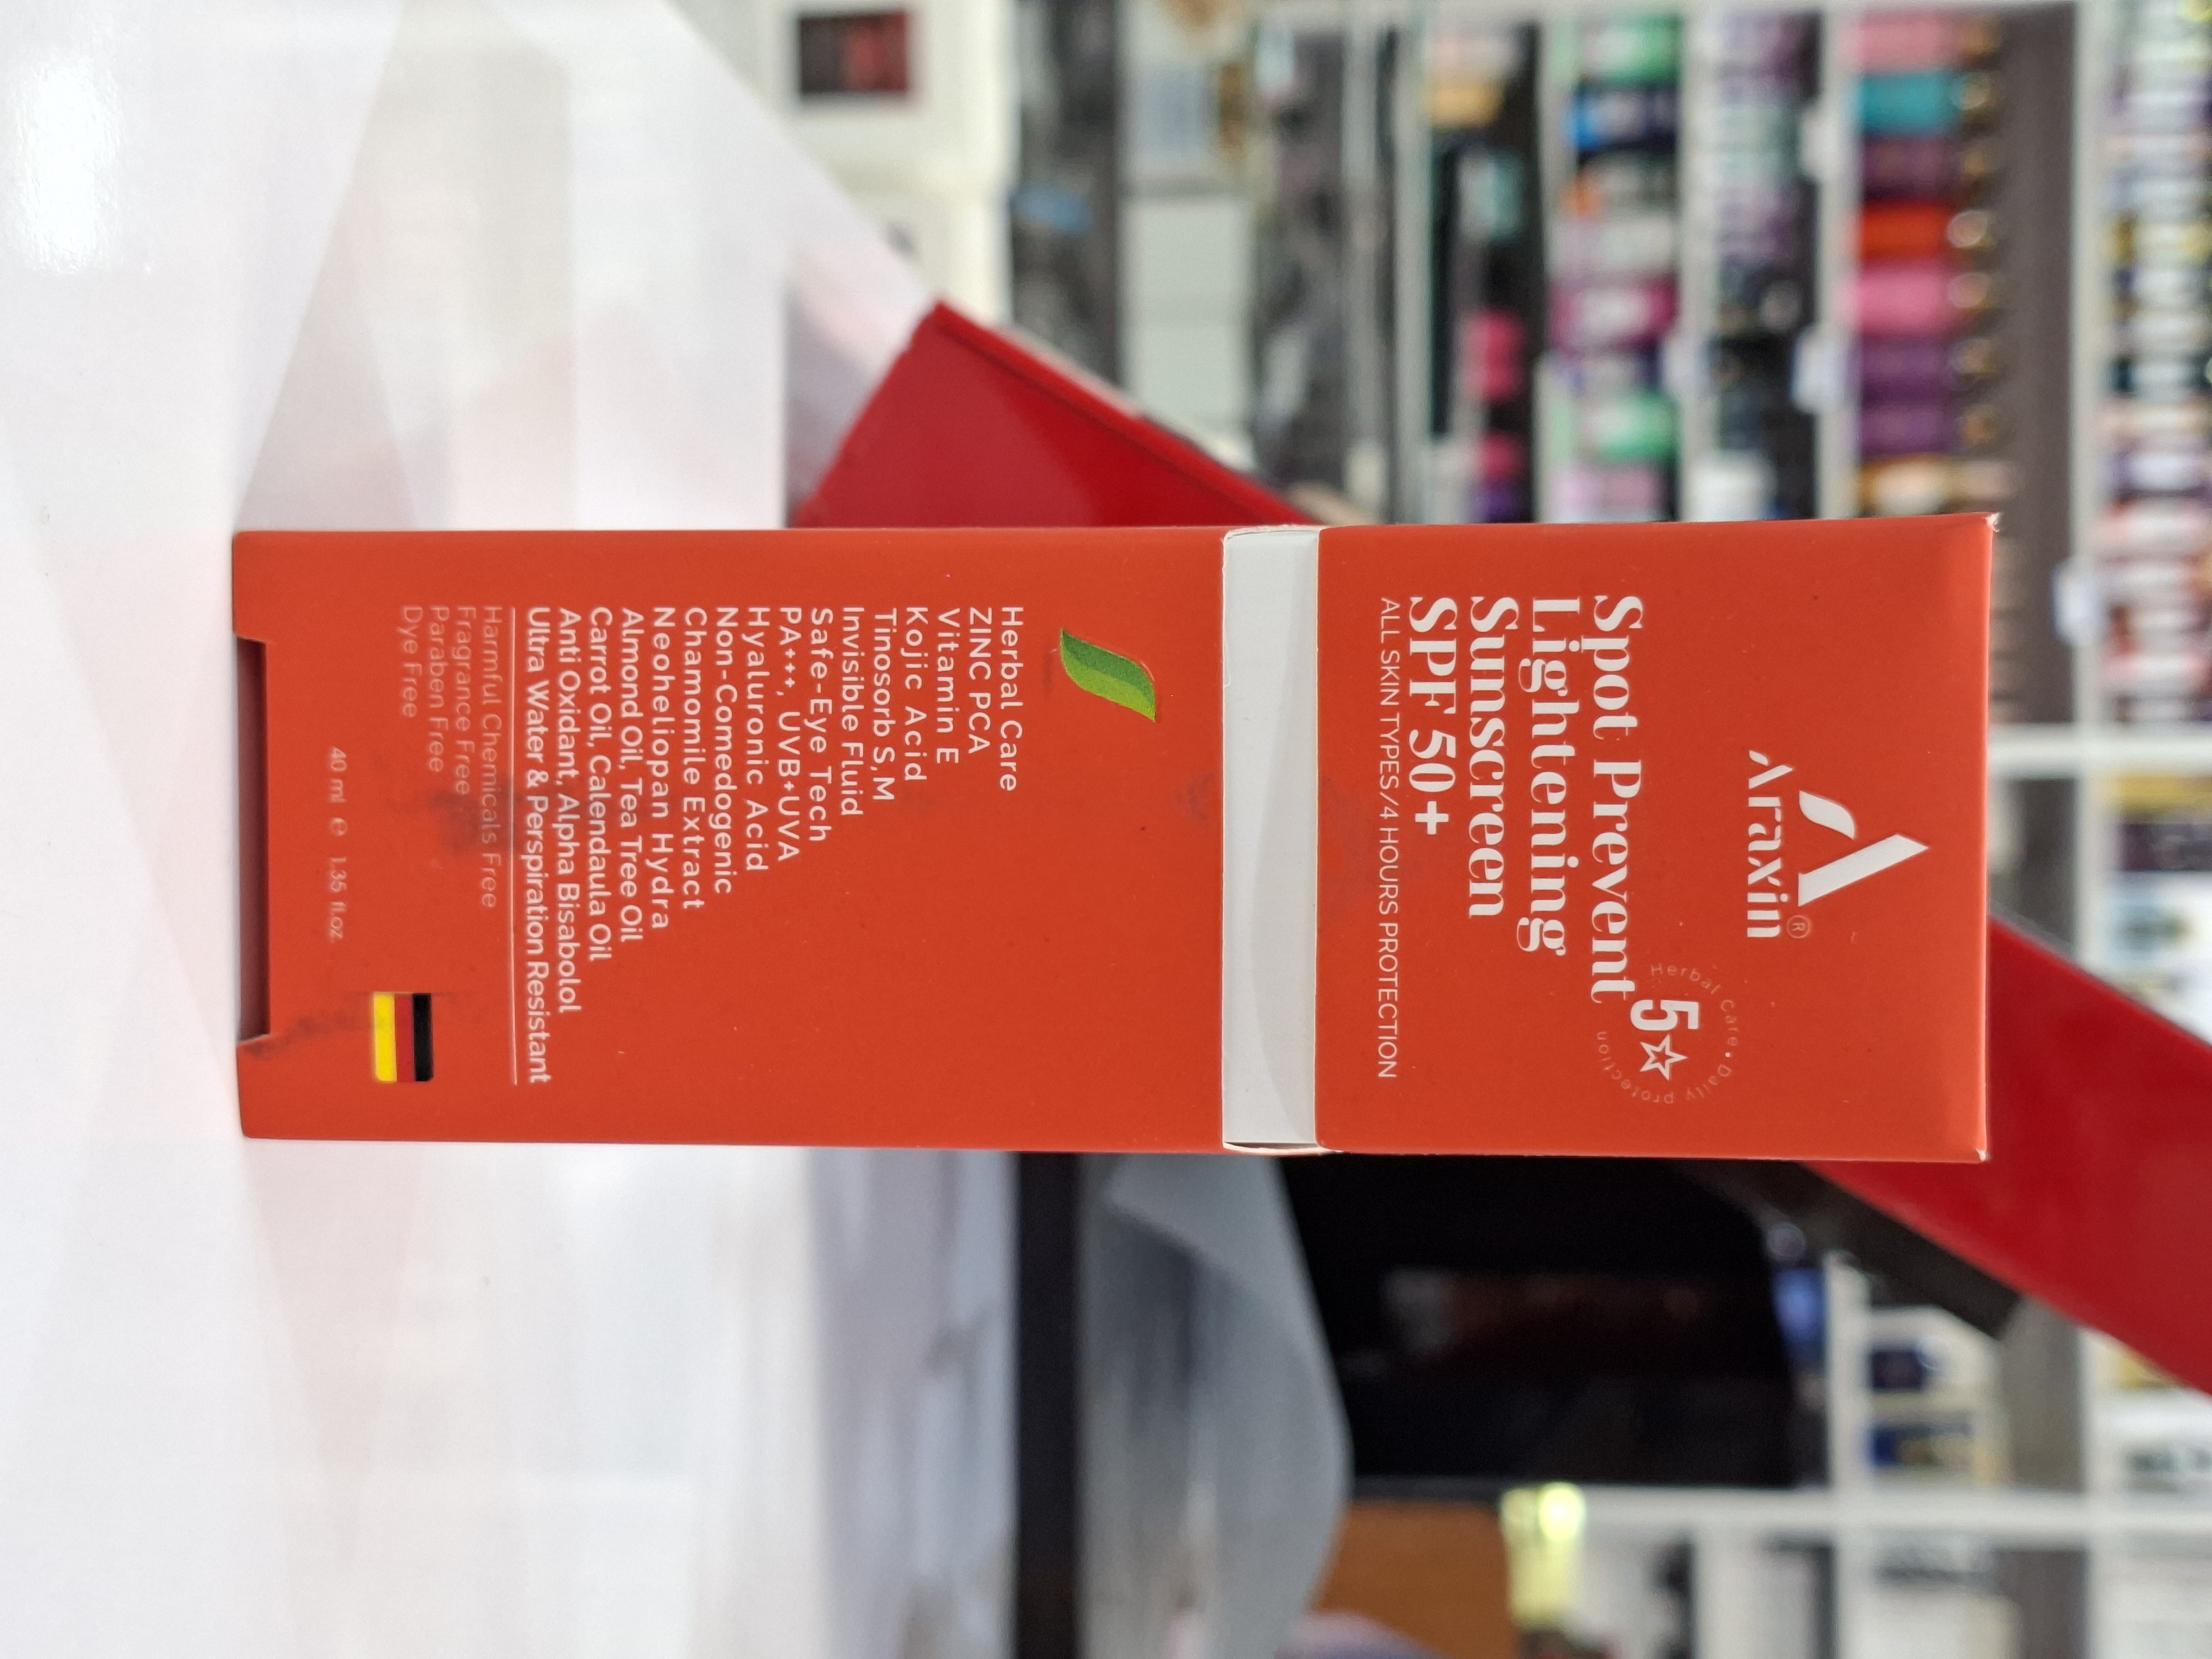 Araxin®
Herbal Care • Daily protection
5
Spot Prevent
Lightening
Sunscreen
SPF 50+
ALL SKIN TYPES/4 HOURS PROTECTION
Herbal Care
ZINC PCA
Vitamin E
Kojic Acid
Tinosorb S,M
Invisible Fluid
Safe-Eye Tech
PA+++, UVB+UVA
Hyaluronic Acid
Non-Comedogenic
Chamomile Extract
Neoheliopan Hydra
Almond Oil, Tea Tree Oil
Carrot Oil, Calendaula Oil
Anti Oxidant, Alpha Bisabolol
Ultra Water & Perspiration Resistant
Harmful Chemicals Free
Fragrance Free
Paraben Free
Dye Free
40 ml e 1.35 fl.oz.